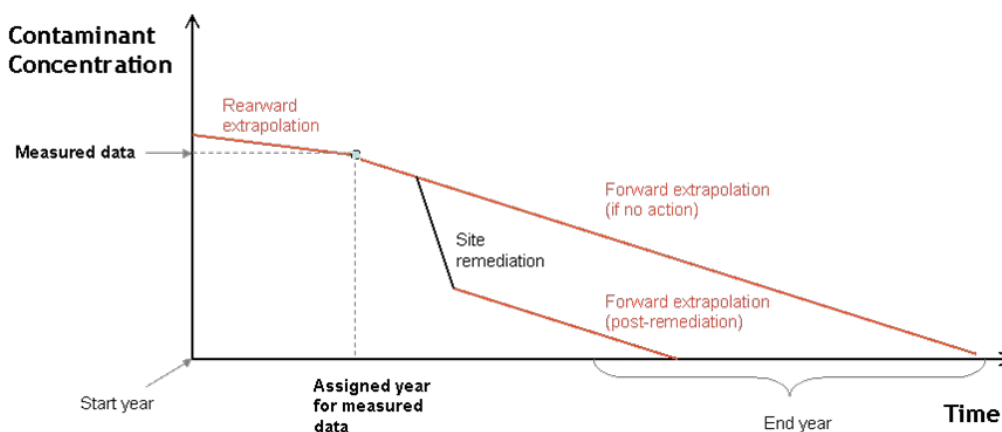 Contaminant
Concentration
Rearward
extrapolation
Measured data
Forward extrapolation
(if no action)
Site
remediation
Forward extrapolation
(post-remediation)
Start year
Assigned year
for measured
data
End year
Time